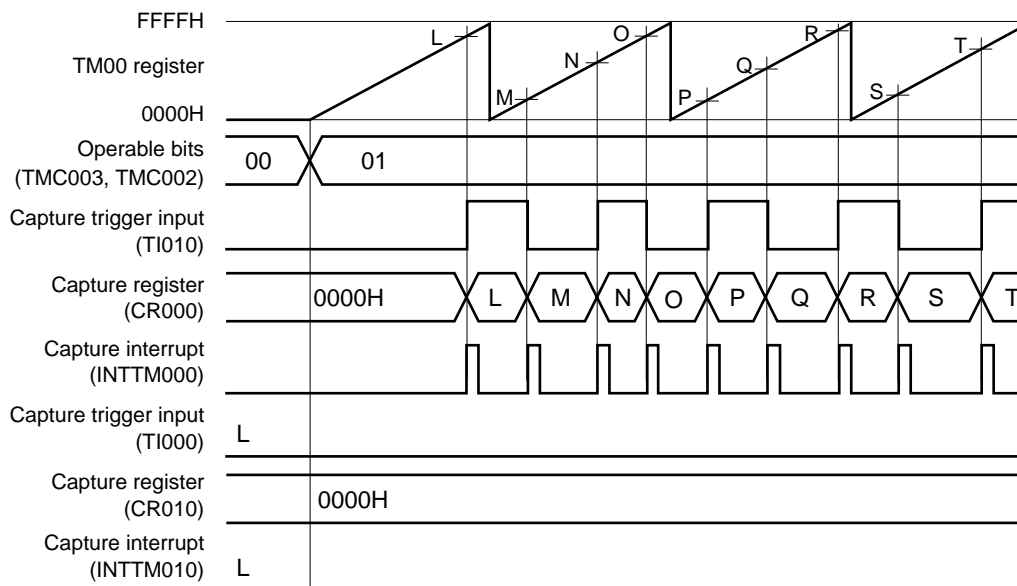 FFFFH
TM00 register
0000H
L M N O P Q R S T
Operable bits
(TMC003, TMC002)
00 01
Capture trigger input
(TI010)
Capture register
(CR000)
0000H L M N O P Q R S T
Capture interrupt
(INTTM000)
Capture trigger input
(TI000)
L
Capture register
(CR010)
0000H
Capture interrupt
(INTTM010)
L